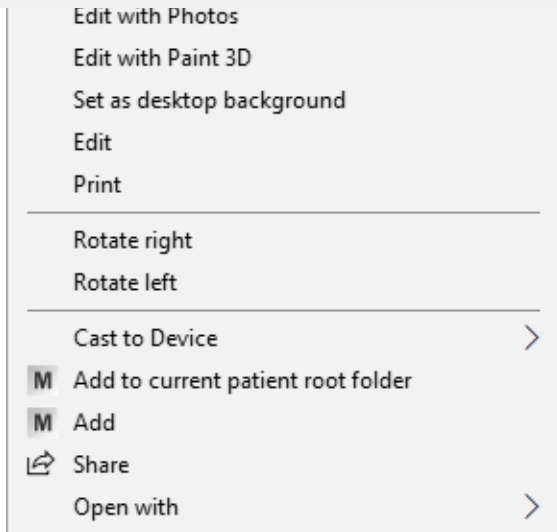 Edit with Photos
Edit with Paint 3D
Set as desktop background
Edit
Print
Rotate right
Rotate left
Cast to Device
M Add to current patient root folder
M Add
Share
Open with